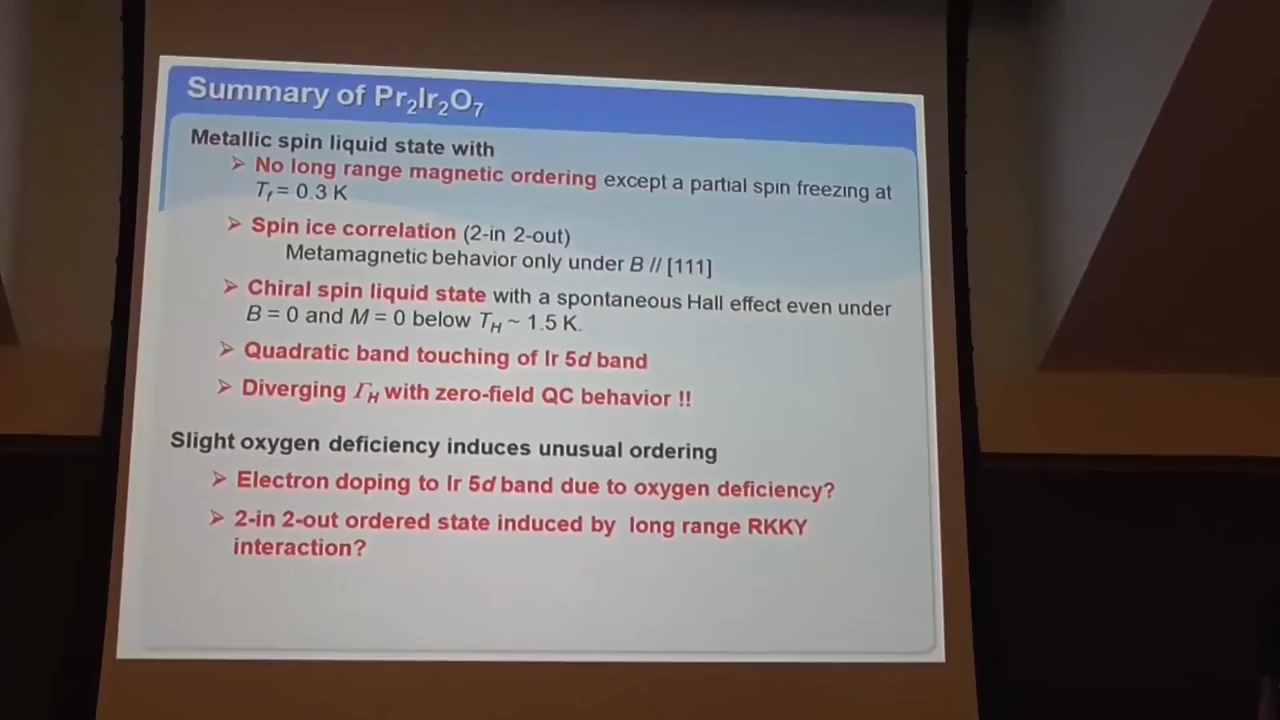 Summary of Pr₂Ir₂O₇
Metallic spin liquid state with
➢ No long range magnetic ordering except a partial spin freezing at
T_f = 0.3 K
➢ Spin ice correlation (2-in 2-out)
Metamagnetic behavior only under B // [111]
➢ Chiral spin liquid state with a spontaneous Hall effect even under
B = 0 and M = 0 below T_H ~ 1.5 K.
➢ Quadratic band touching of Ir 5d band
➢ Diverging Γ_H with zero-field QC behavior !!
Slight oxygen deficiency induces unusual ordering
➢ Electron doping to Ir 5d band due to oxygen deficiency?
➢ 2-in 2-out ordered state induced by long range RKKY
interaction?